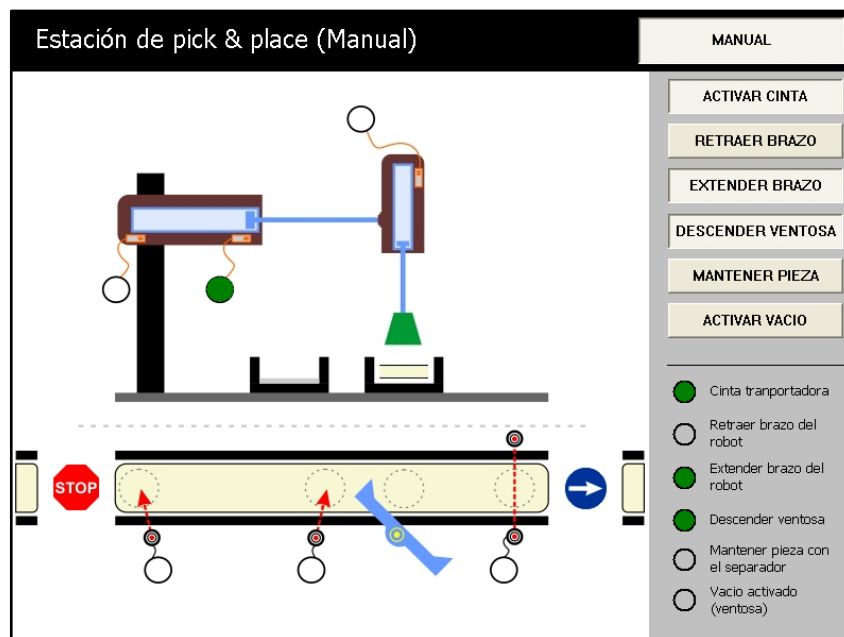 Estación de pick & place (Manual)
MANUAL
ACTIVAR CINTA
RETRAER BRAZO
EXTENDER BRAZO
DESCENDER VENTOSA
MANTENER PIEZA
ACTIVAR VACIO
Cinta tranportadora
Retraer brazo del
robot
Extender brazo del
robot
Descender ventosa
Mantener pieza con
el separador
Vacio activado
(ventosa)
STOP